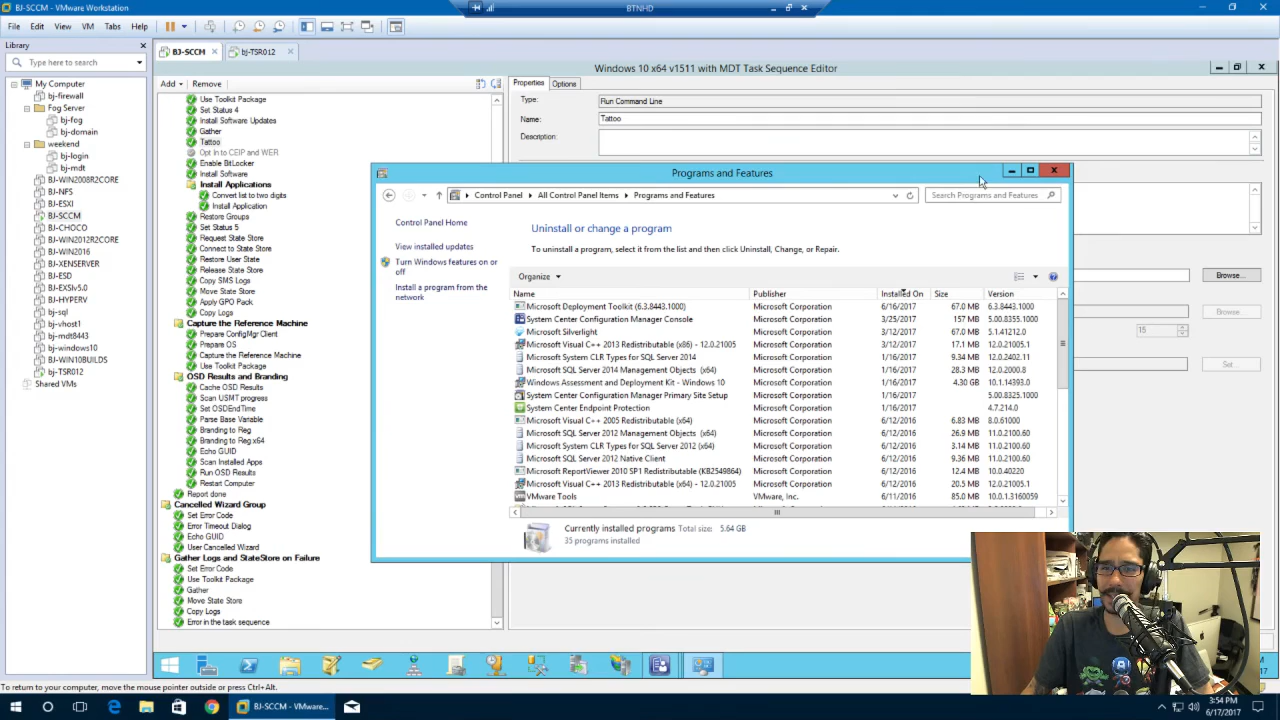 BJ-SCCM - VMware Workstation
BTNHD
File Edit View VM Tabs Help
Library
Type here to search
My Computer
bj-firewall
Fog Server
bj-fog
bj-domain
weekend
bj-login
bj-mdt
BJ-WIN2008R2CORE
BJ-NFS
BJ-ESXI
BJ-SCCM
BJ-CHOCO
BJ-WIN2012R2CORE
BJ-WIN2016
BJ-XENSERVER
BJ-ESD
BJ-EXSIv5.0
BJ-HYPERV
bj-sql
bj-vhost1
bj-mdt8443
bj-windows10
BJ-WIN10BUILDS
bj-TSR012
Shared VMs
BJ-SCCM
bj-TSR012
Windows 10 x64 v1511 with MDT Task Sequence Editor
Add Remove
Use Toolkit Package
Set Status 4
Install Software Updates
Gather
Tattoo
Opt In to CEIP and WER
Enable BitLocker
Install Software
Install Applications
Convert list to two digits
Install Application
Restore Groups
Set Status 5
Request State Store
Connect to State Store
Restore User State
Release State Store
Copy SMS Logs
Move State Store
Apply GPO Pack
Copy Logs
Capture the Reference Machine
Prepare ConfigMgr Client
Prepare OS
Capture the Reference Machine
Use Toolkit Package
OSD Results and Branding
Cache OSD Results
Scan USMT progress
Set OSDEndTime
Parse Base Variable
Branding to Reg
Branding to Reg x64
Echo GUID
Scan Installed Apps
Run OSD Results
Restart Computer
Report done
Cancelled Wizard Group
Set Error Code
Error Timeout Dialog
Echo GUID
User Cancelled Wizard
Gather Logs and StateStore on Failure
Set Error Code
Use Toolkit Package
Gather
Move State Store
Copy Logs
Error in the task sequence
Properties Options
Type: Run Command Line
Name: Tattoo
Description:
Browse...
Browse...
15
Set...
Programs and Features
Control Panel All Control Panel Items Programs and Features
Search Programs and Features
Control Panel Home
View installed updates
Turn Windows features on or
off
Install a program from the
network
Uninstall or change a program
To uninstall a program, select it from the list and then click Uninstall, Change, or Repair.
Organize
Name Publisher Installed On Size Version
Microsoft Deployment Toolkit (6.3.8443.1000) Microsoft Corporation 6/16/2017 67.0 MB 6.3.8443.1000
System Center Configuration Manager Console Microsoft Corporation 3/25/2017 157 MB 5.00.8355.1000
Microsoft Silverlight Microsoft Corporation 3/12/2017 67.0 MB 5.1.41212.0
Microsoft Visual C++ 2013 Redistributable (x86) - 12.0.21005 Microsoft Corporation 3/12/2017 17.1 MB 12.0.21005.1
Microsoft System CLR Types for SQL Server 2014 Microsoft Corporation 1/16/2017 9.34 MB 12.0.2402.11
Microsoft SQL Server 2014 Management Objects (x64) Microsoft Corporation 1/16/2017 28.3 MB 12.0.2000.8
Windows Assessment and Deployment Kit - Windows 10 Microsoft Corporation 1/16/2017 4.30 GB 10.1.14393.0
System Center Configuration Manager Primary Site Setup Microsoft Corporation 1/16/2017 5.00.8325.1000
System Center Endpoint Protection Microsoft Corporation 1/16/2017 4.7.214.0
Microsoft Visual C++ 2005 Redistributable (x64) Microsoft Corporation 6/12/2016 6.83 MB 8.0.61000
Microsoft SQL Server 2012 Management Objects (x64) Microsoft Corporation 6/12/2016 26.9 MB 11.0.2100.60
Microsoft System CLR Types for SQL Server 2012 (x64) Microsoft Corporation 6/12/2016 3.14 MB 11.0.2100.60
Microsoft SQL Server 2012 Native Client Microsoft Corporation 6/12/2016 9.36 MB 11.0.2100.60
Microsoft ReportViewer 2010 SP1 Redistributable (KB2549864) Microsoft Corporation 6/12/2016 12.4 MB 10.0.40220
Microsoft Visual C++ 2013 Redistributable (x64) - 12.0.21005 Microsoft Corporation 6/12/2016 20.5 MB 12.0.21005.1
VMware Tools VMware, Inc. 6/11/2016 85.0 MB 10.0.1.3160059
Currently installed programs Total size: 5.64 GB
35 programs installed
To return to your computer, move the mouse pointer outside or press Ctrl+Alt.
BJ-SCCM - VMware...
3:54 PM
6/17/2017